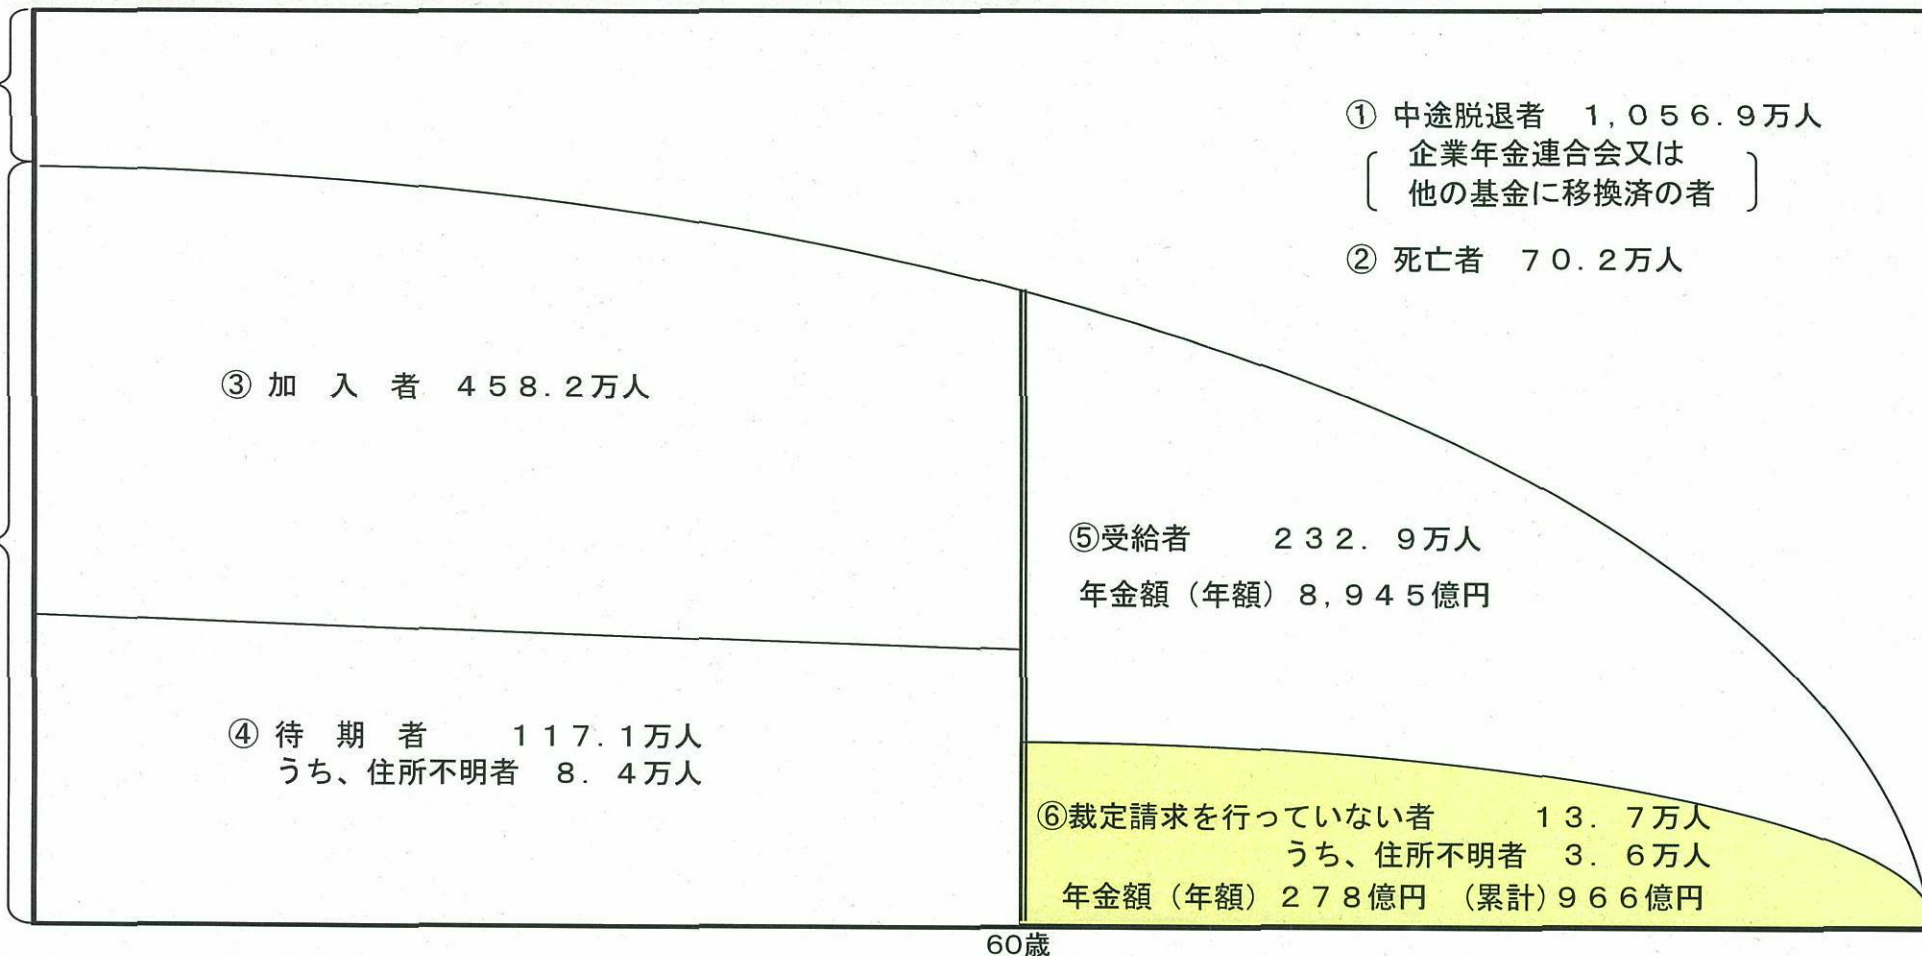 ① 中途脱退者　１,０５６.９万人
企業年金連合会又は
他の基金に移換済の者
② 死亡者　７０.２万人
③ 加　入　者　４５８.２万人
⑤受給者　　２３２．９万人
年金額（年額）８,９４５億円
④ 待　期　者　　１１７.１万人
うち、住所不明者　８．４万人
⑥裁定請求を行っていない者　　１３．７万人
うち、住所不明者　３．６万人
年金額（年額）２７８億円　（累計）９６６億円
60歳